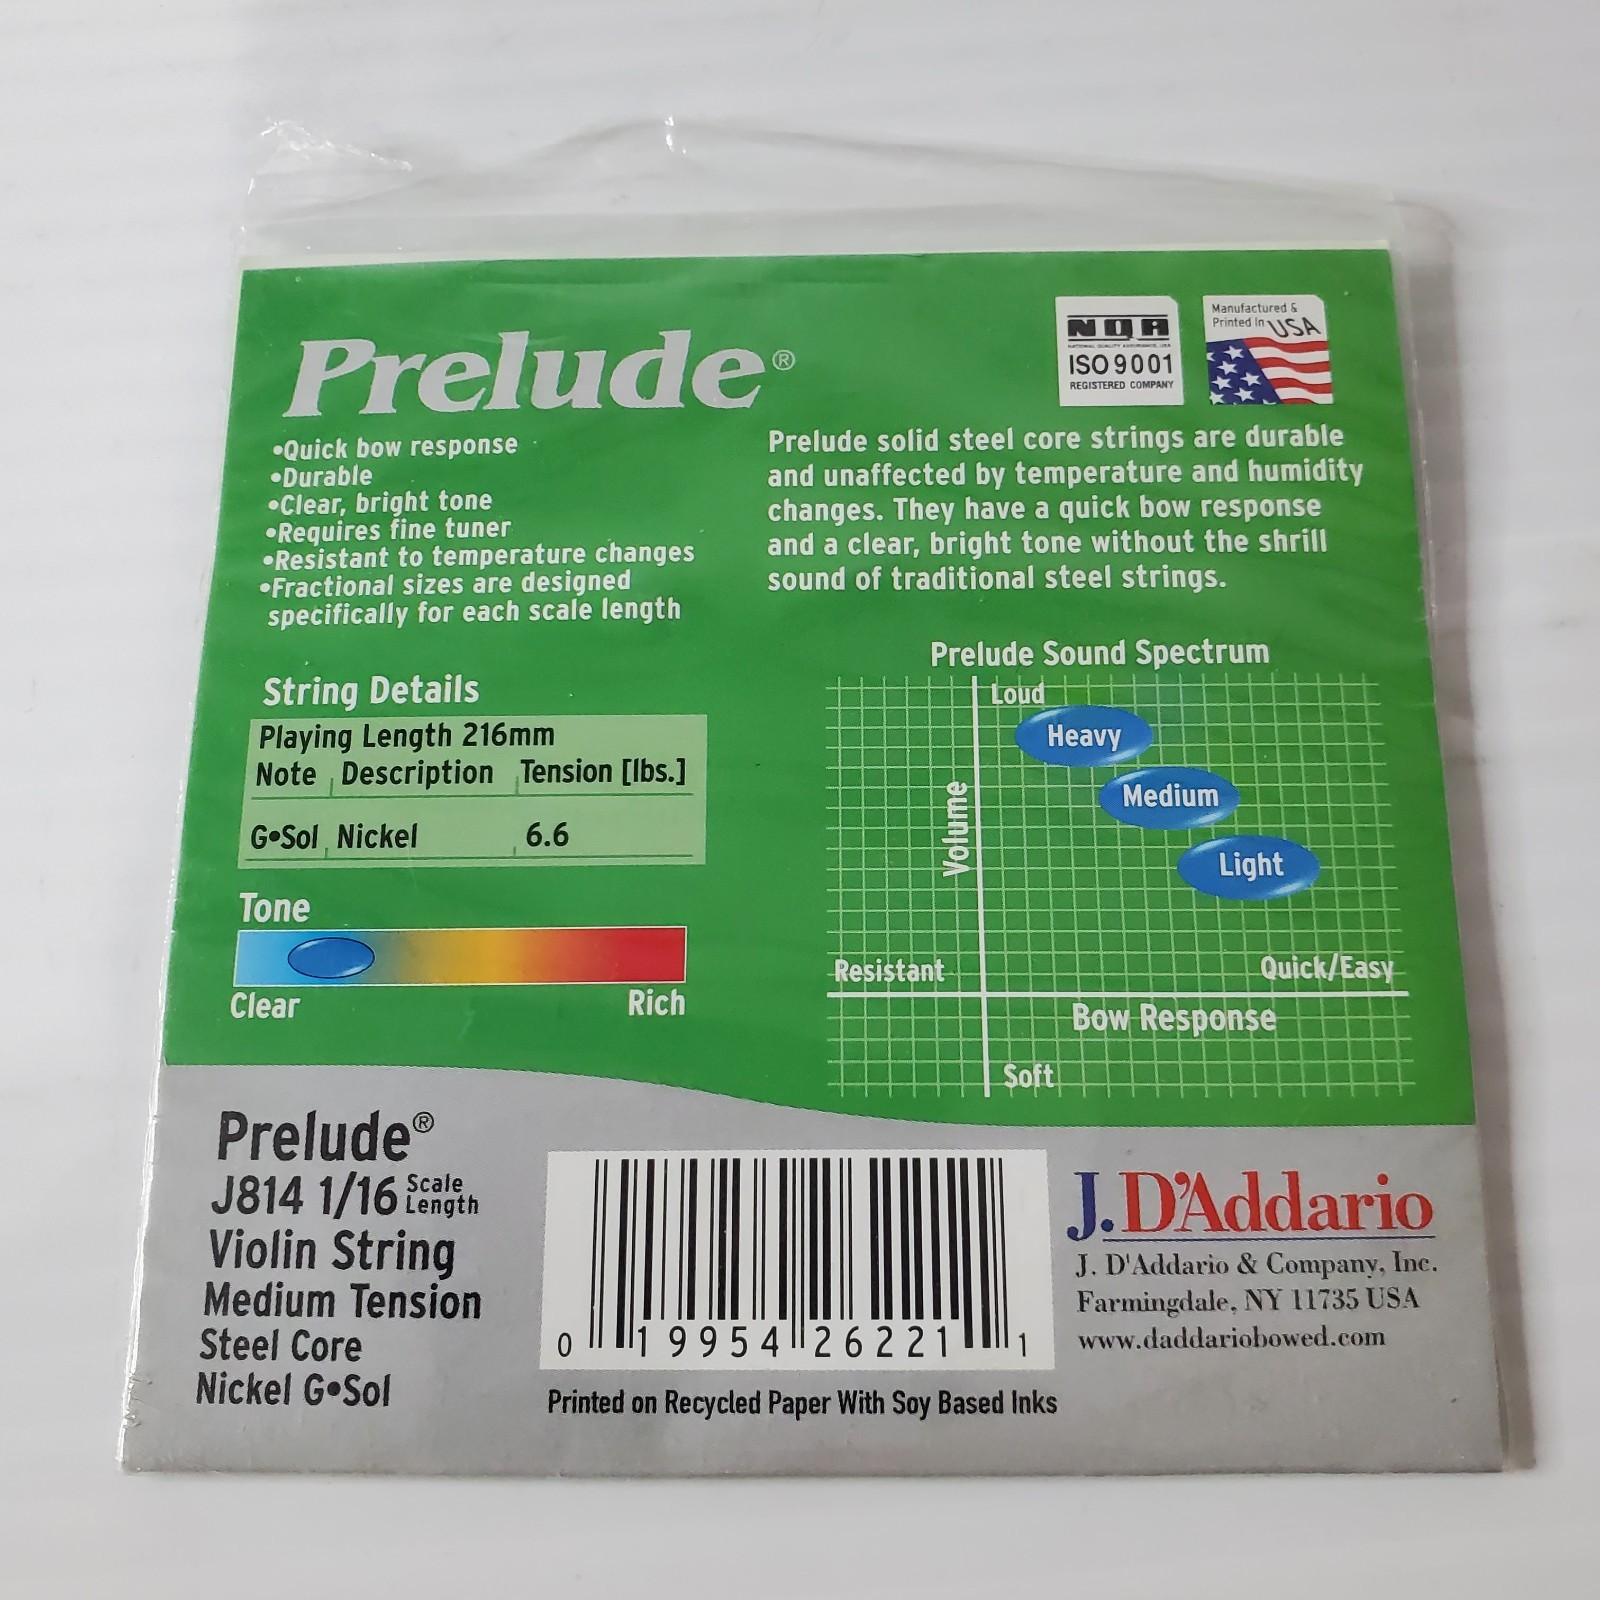 Prelude®
•Quick bow response
•Durable
•Clear, bright tone
•Requires fine tuner
•Resistant to temperature changes
•Fractional sizes are designed
specifically for each scale length
NQA
NATIONAL QUALITY ASSURANCE, USA
ISO 9001
REGISTERED COMPANY
Manufactured &
Printed In USA
Prelude solid steel core strings are durable
and unaffected by temperature and humidity
changes. They have a quick bow response
and a clear, bright tone without the shrill
sound of traditional steel strings.
String Details
Playing Length 216mm
Note Description Tension [lbs.]
G•Sol Nickel 6.6
Tone
Clear Rich
Prelude Sound Spectrum
Loud
Heavy
Medium
Light
Volume
Resistant Quick/Easy
Bow Response
Soft
Prelude®
J814 1/16 Scale Length
Violin String
Medium Tension
Steel Core
Nickel G•Sol
0 19954 26221 1
Printed on Recycled Paper With Soy Based Inks
J. D'Addario
J. D'Addario & Company, Inc.
Farmingdale, NY 11735 USA
www.daddariobowed.com